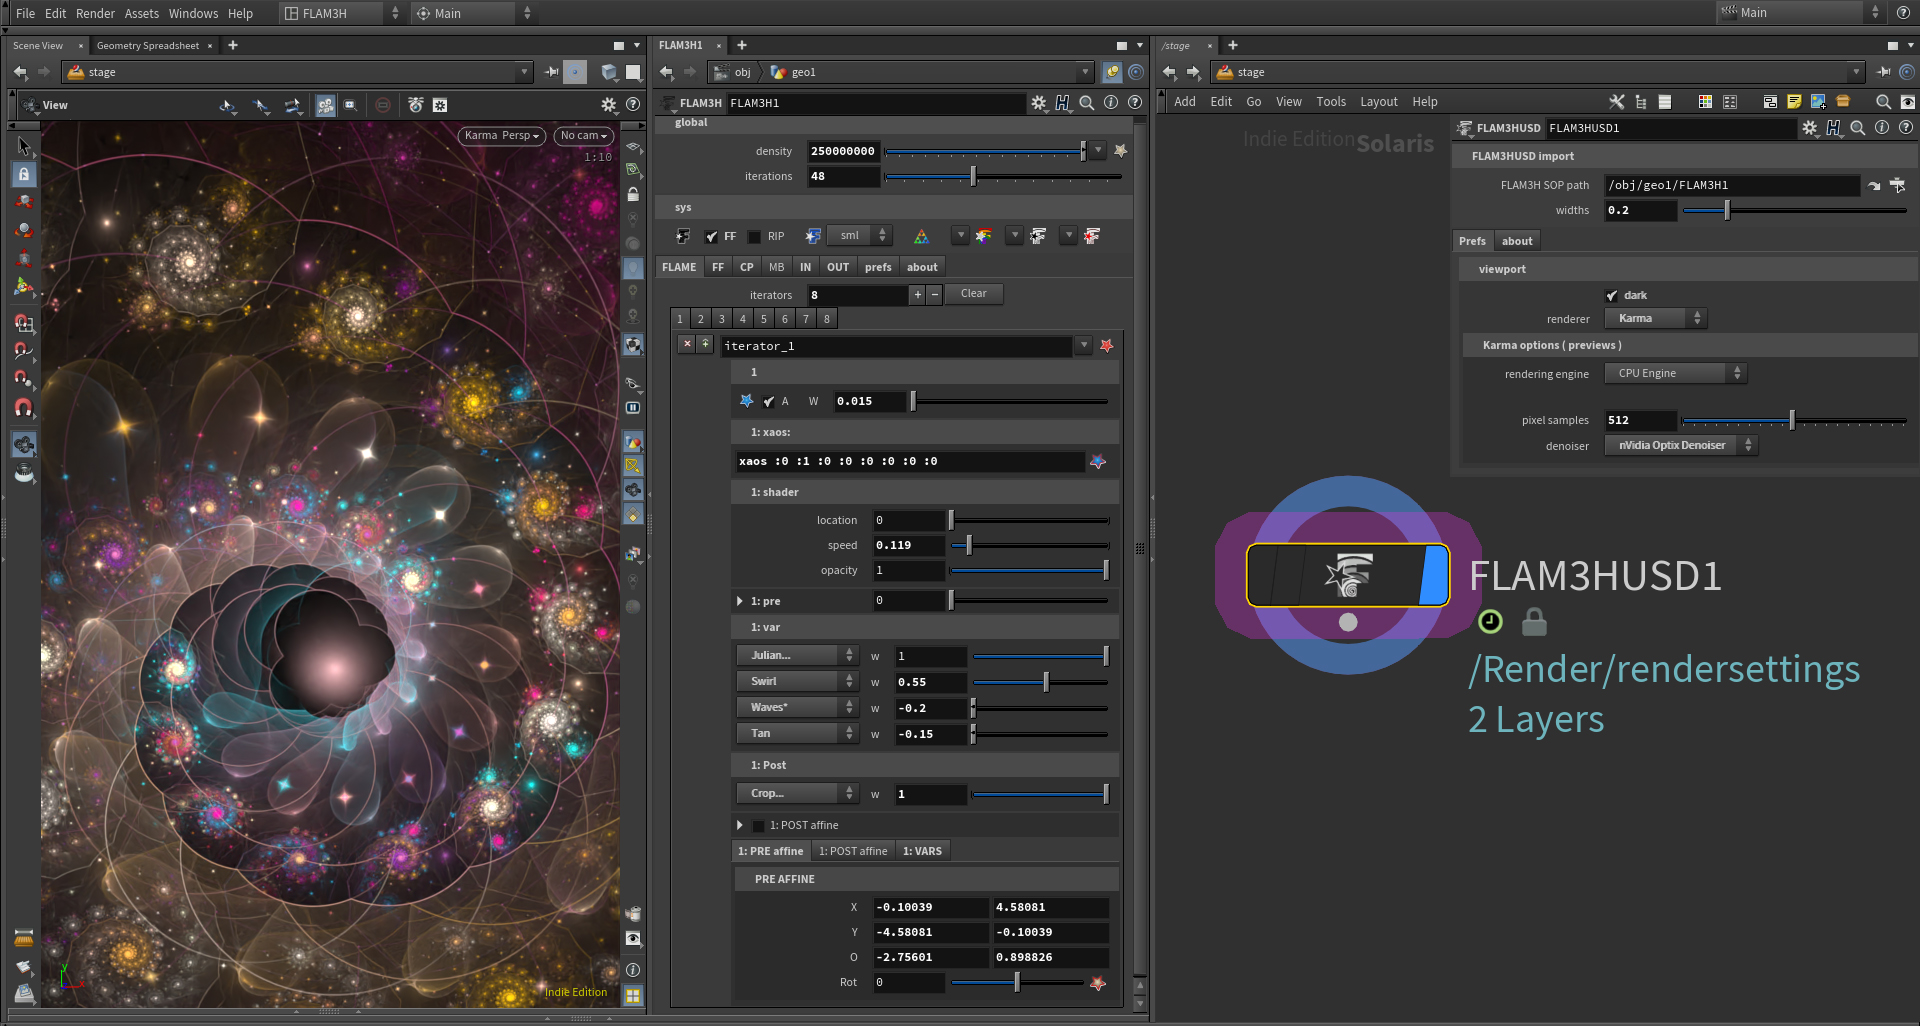 File Edit Render Assets Windows Help FLAM3H Main Main
Scene View × Geometry Spreadsheet × +
stage
View
Karma Persp No cam
1:10
Indie Edition
y
FLAM3H1 × +
obj geo1
FLAM3H FLAM3H1
global
density 250000000
iterations 48
sys
FF RIP sml
FLAME FF CP MB IN OUT prefs about
iterators 8 + − Clear
1 2 3 4 5 6 7 8
iterator_1
1
A W 0.015
1: xaos:
xaos :0 :1 :0 :0 :0 :0 :0 :0
1: shader
location 0
speed 0.119
opacity 1
1: pre 0
1: var
Julian... w 1
Swirl w 0.55
Waves* w -0.2
Tan w -0.15
1: Post
Crop... w 1
1: POST affine
1: PRE affine 1: POST affine 1: VARS
PRE AFFINE
X -0.10039 4.58081
Y -4.58081 -0.10039
O -2.75601 0.898826
Rot 0
/stage × +
stage
Add Edit Go View Tools Layout Help
Indie Edition Solaris
FLAM3HUSD FLAM3HUSD1
FLAM3HUSD import
FLAM3H SOP path /obj/geo1/FLAM3H1
widths 0.2
Prefs about
viewport
dark
renderer Karma
Karma options ( previews )
rendering engine CPU Engine
pixel samples 512
denoiser nVidia Optix Denoiser
FLAM3HUSD1
/Render/rendersettings
2 Layers